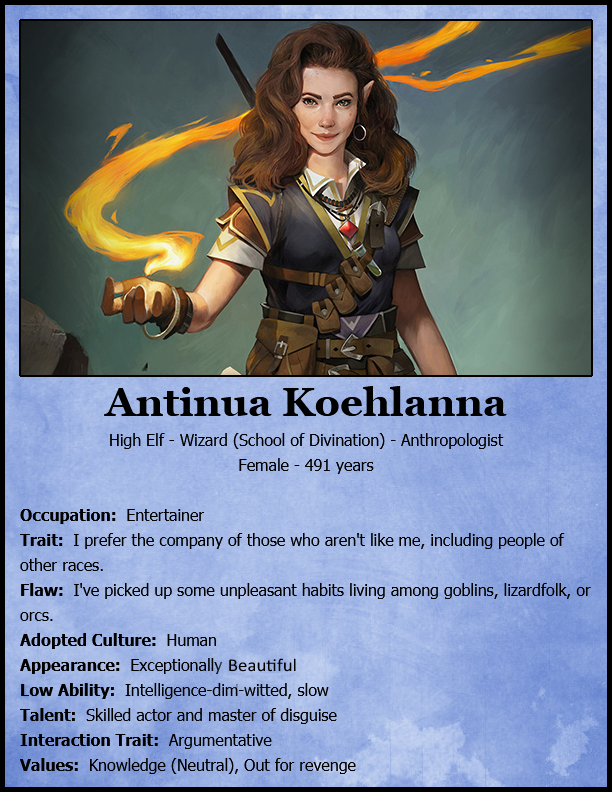 Antinua Koehlanna
High Elf - Wizard (School of Divination) - Anthropologist
Female - 491 years
Occupation: Entertainer
Trait: I prefer the company of those who aren't like me, including people of
other races.
Flaw: I've picked up some unpleasant habits living among goblins, lizardfolk, or
orcs.
Adopted Culture: Human
Appearance: Exceptionally Beautiful
Low Ability: Intelligence-dim-witted, slow
Talent: Skilled actor and master of disguise
Interaction Trait: Argumentative
Values: Knowledge (Neutral), Out for revenge